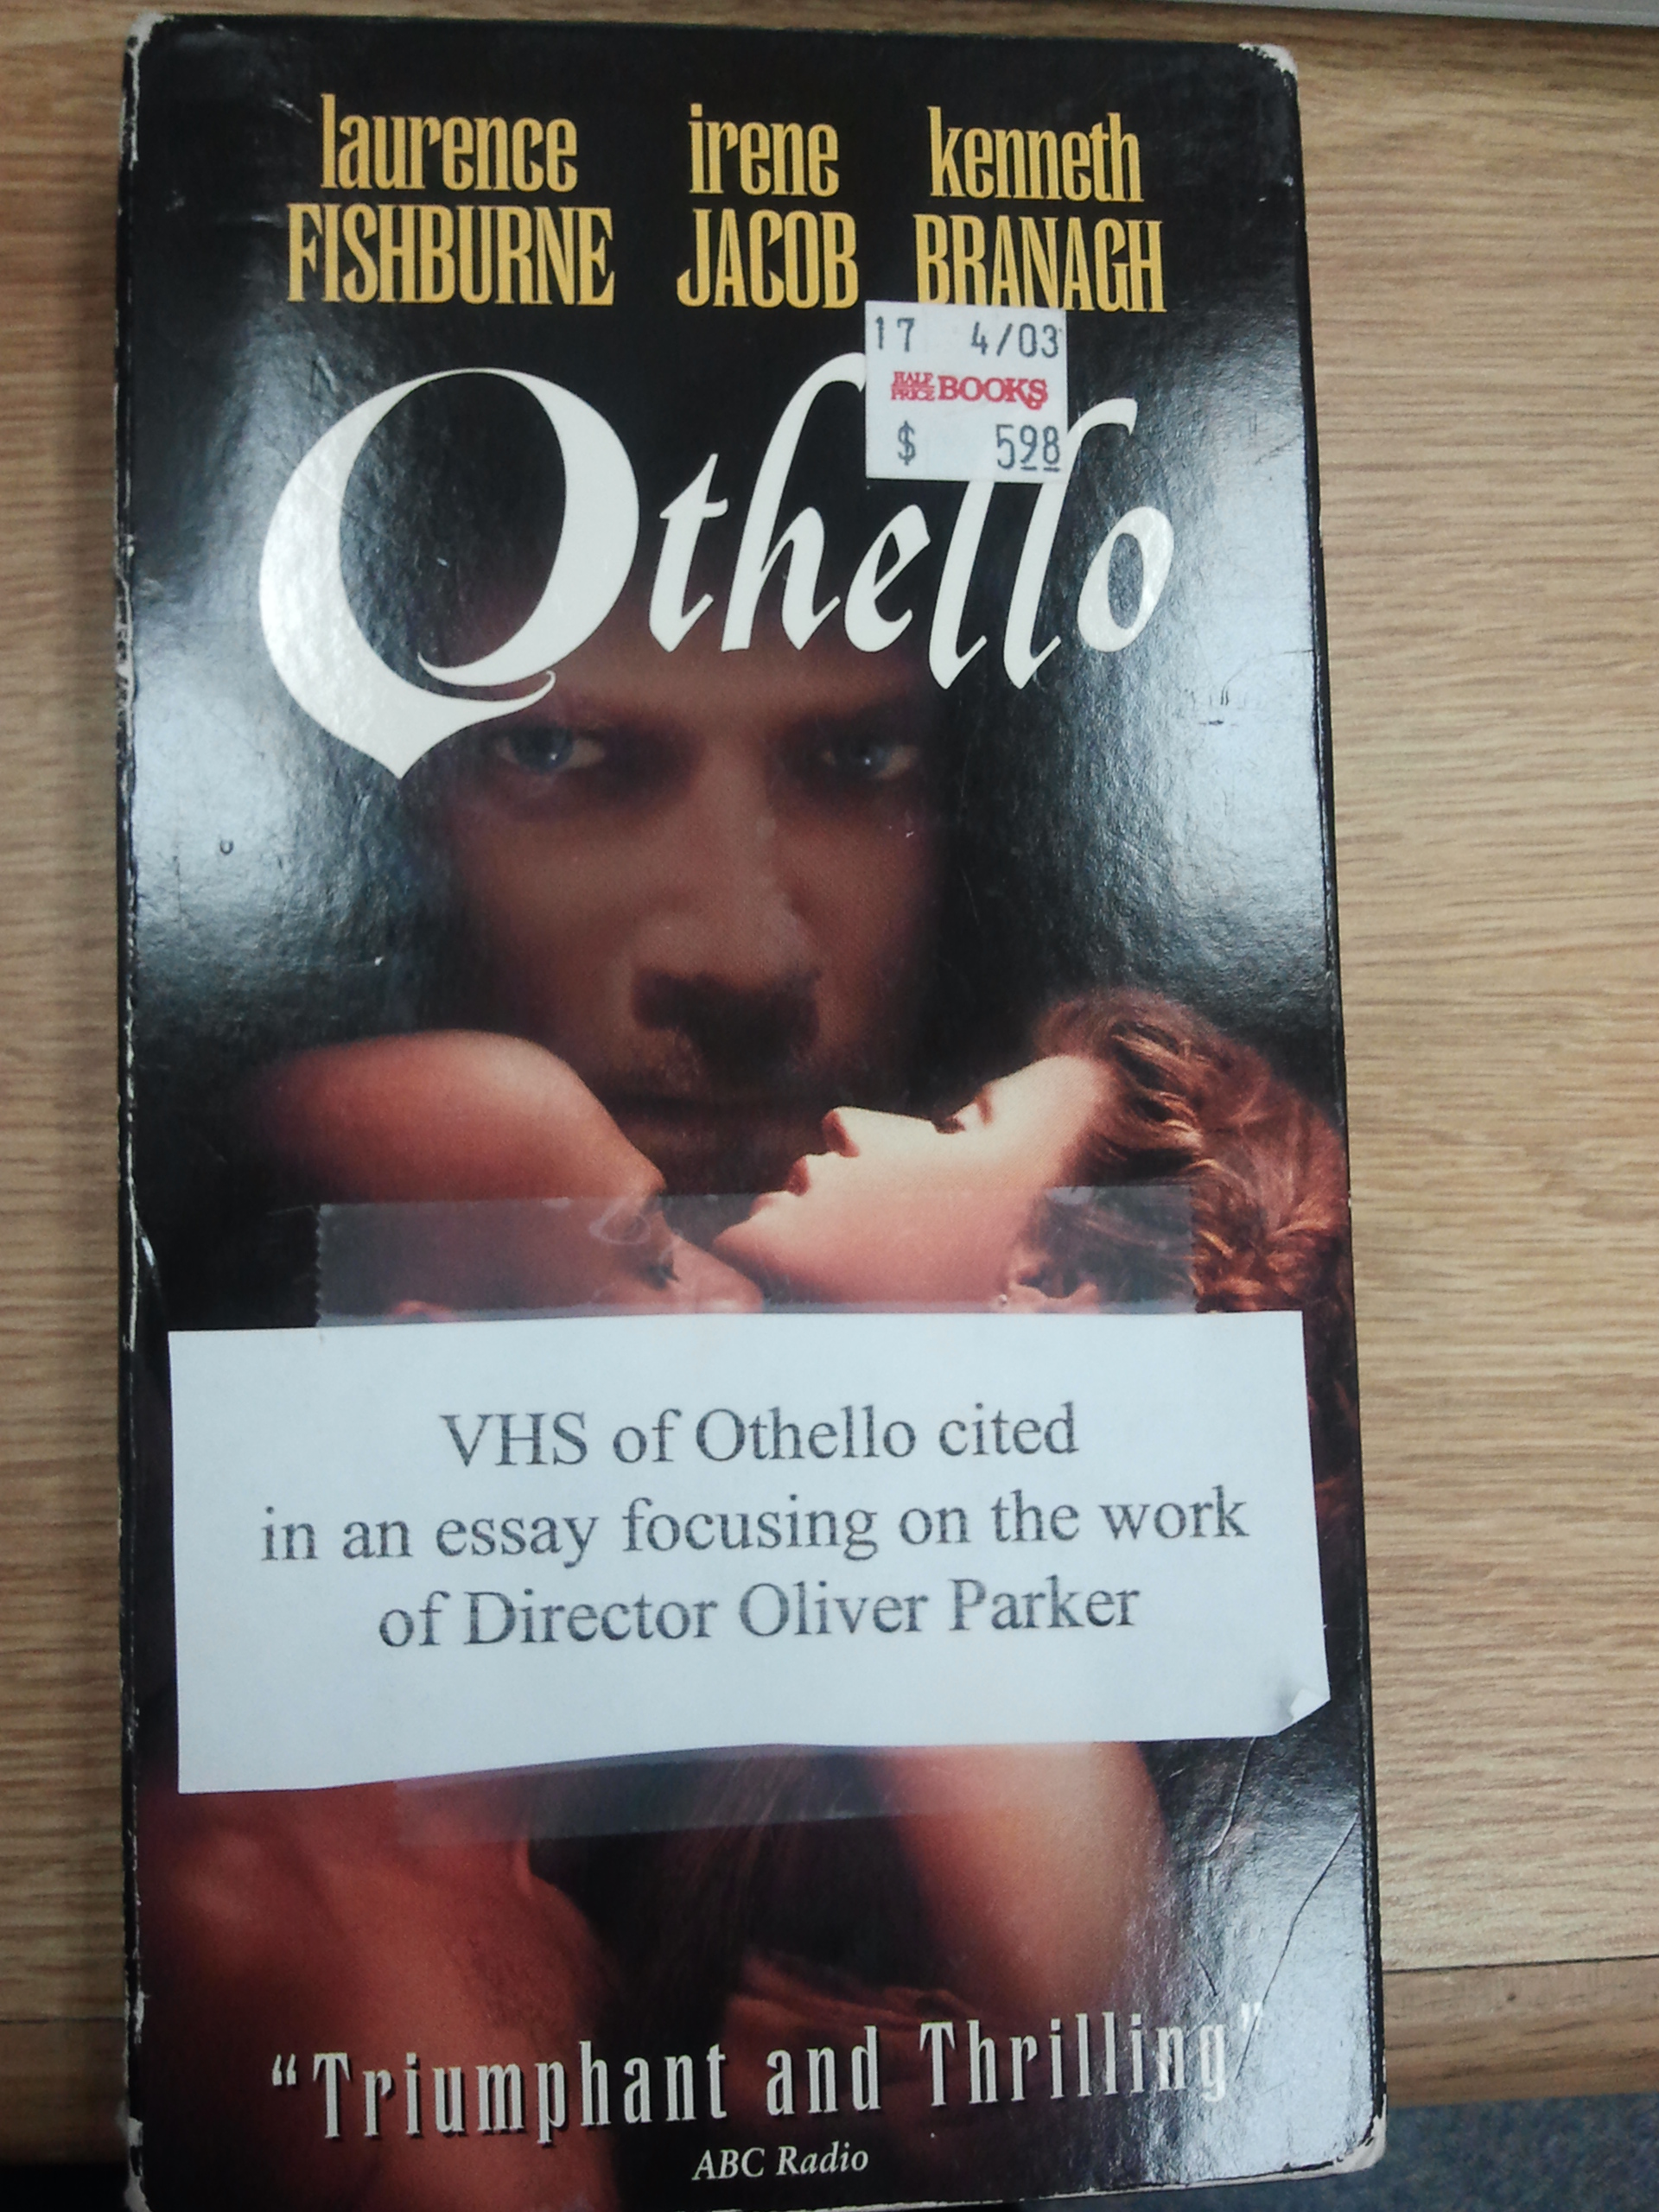 laurence irene kenneth
FISHBURNE JACOB BRANAGH
17 4/03
HALF PRICE BOOKS
$ 598
Othello
VHS of Othello cited
in an essay focusing on the work
of Director Oliver Parker
“Triumphant and Thrilling”
ABC Radio